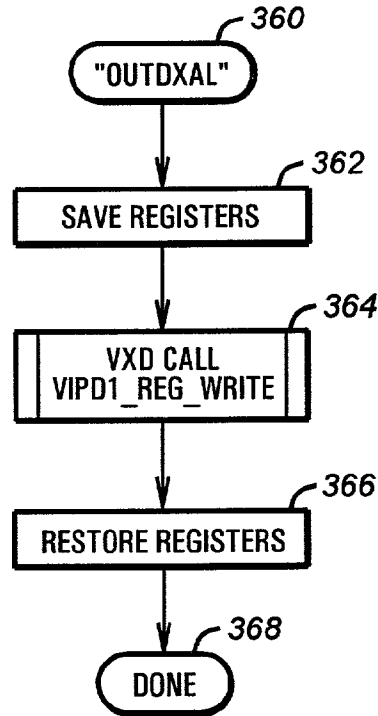 360
"OUTDXAL"
362
SAVE REGISTERS
364
VXD CALL
VIPD1_REG_WRITE
366
RESTORE REGISTERS
368
DONE